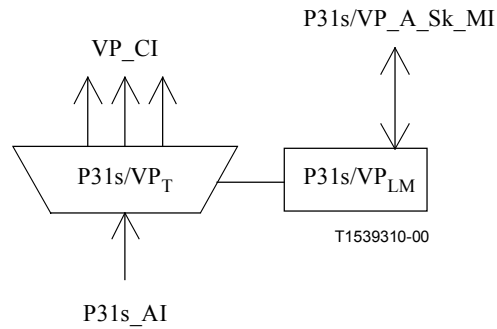 P31s/VP_A_Sk_MI
VP_CI
P31s/VP_T
P31s/VP_LM
T1539310-00
P31s_AI